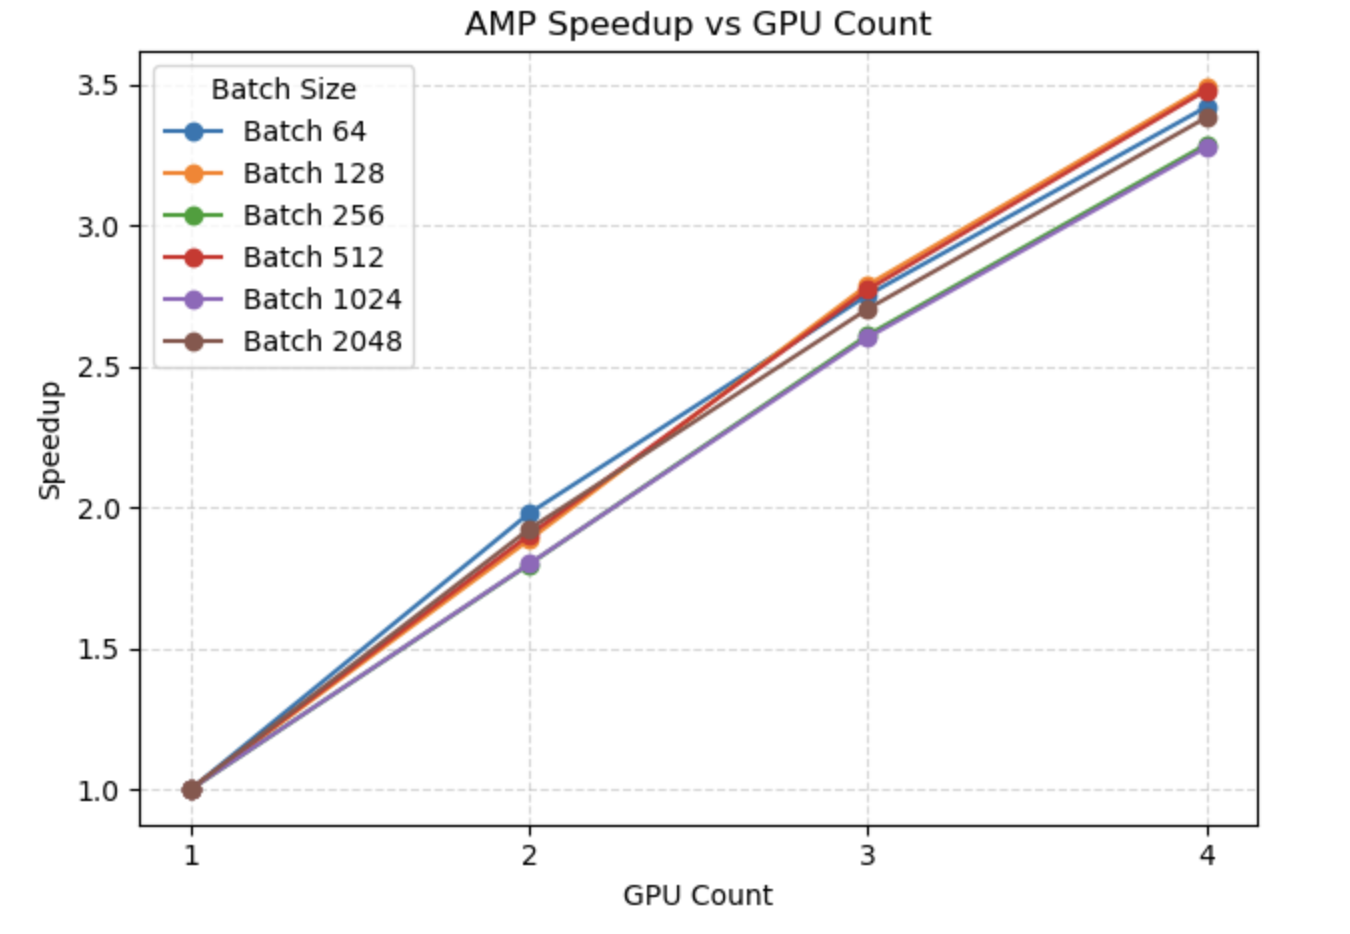 AMP Speedup vs GPU Count
Batch Size
Batch 64
Batch 128
Batch 256
Batch 512
Batch 1024
Batch 2048
3.5
3.0
2.5
2.0
1.5
1.0
Speedup
1
2
3
4
GPU Count